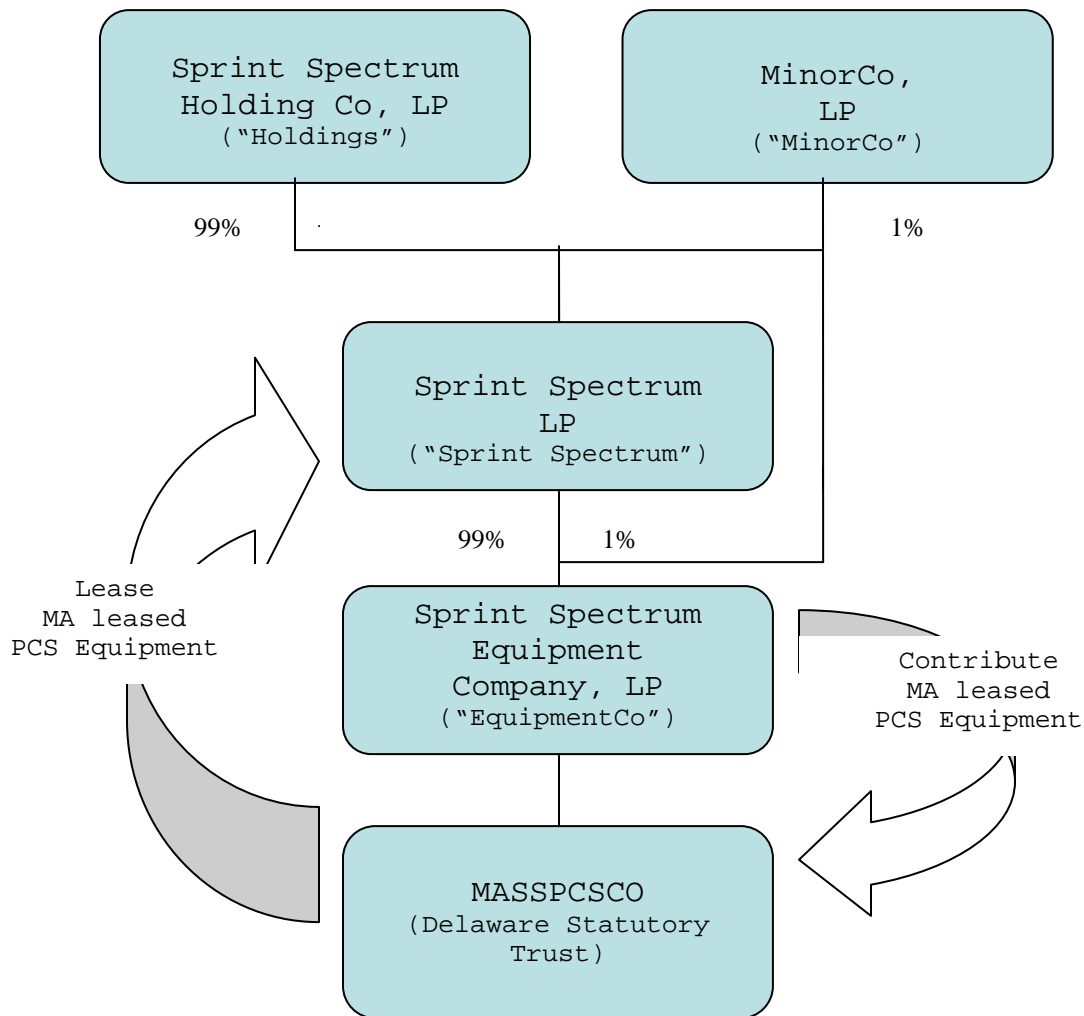 Sprint Spectrum
Holding Co, LP
(“Holdings”)
MinorCo,
LP
(“MinorCo”)
99%
1%
Sprint Spectrum
LP
(“Sprint Spectrum”)
99%
1%
Lease
MA leased
PCS Equipment
Sprint Spectrum
Equipment
Company, LP
(“EquipmentCo”)
Contribute
MA leased
PCS Equipment
MASSPCSCO
(Delaware Statutory
Trust)